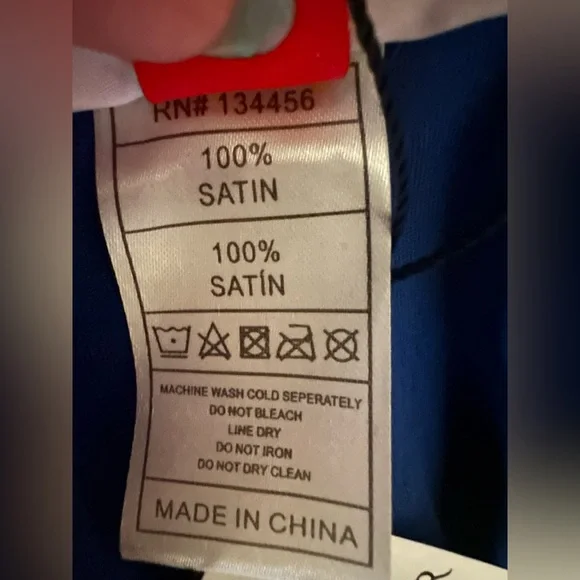 RN# 134456
100%
SATIN
100%
SATÍN
MACHINE WASH COLD SEPERATELY
DO NOT BLEACH
LINE DRY
DO NOT IRON
DO NOT DRY CLEAN
MADE IN CHINA
R